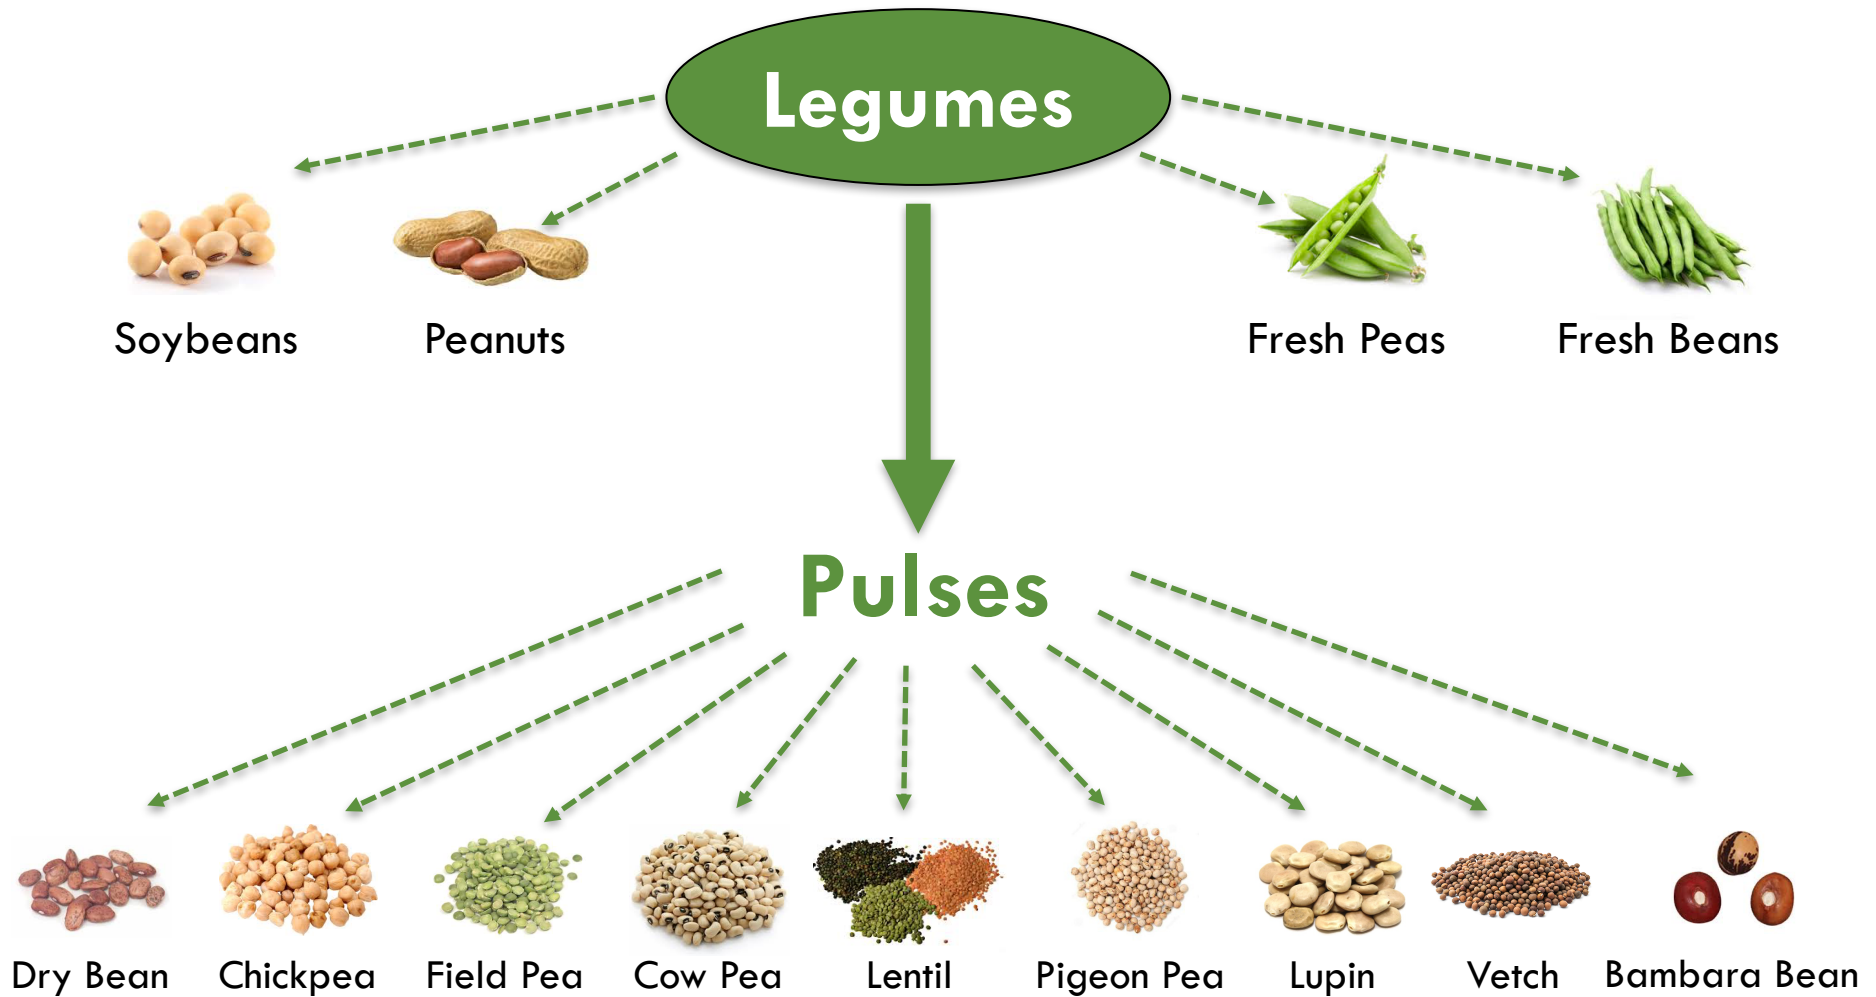 Legumes
Soybeans
Peanuts
Fresh Peas
Fresh Beans
Pulses
Dry Bean
Chickpea
Field Pea
Cow Pea
Lentil
Pigeon Pea
Lupin
Vetch
Bambara Bean